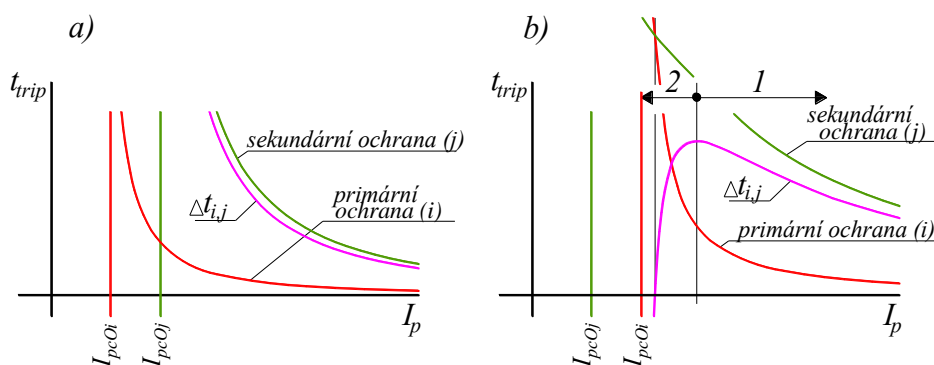 a)
t_trip
sekundární ochrana (j)
Δt_i,j
primární
ochrana (i)
I_p
I_pcOi
I_pcOj
b)
t_trip
2
1
sekundární
ochrana (j)
Δt_i,j
primární ochrana (i)
I_p
I_pcOj
I_pcOi